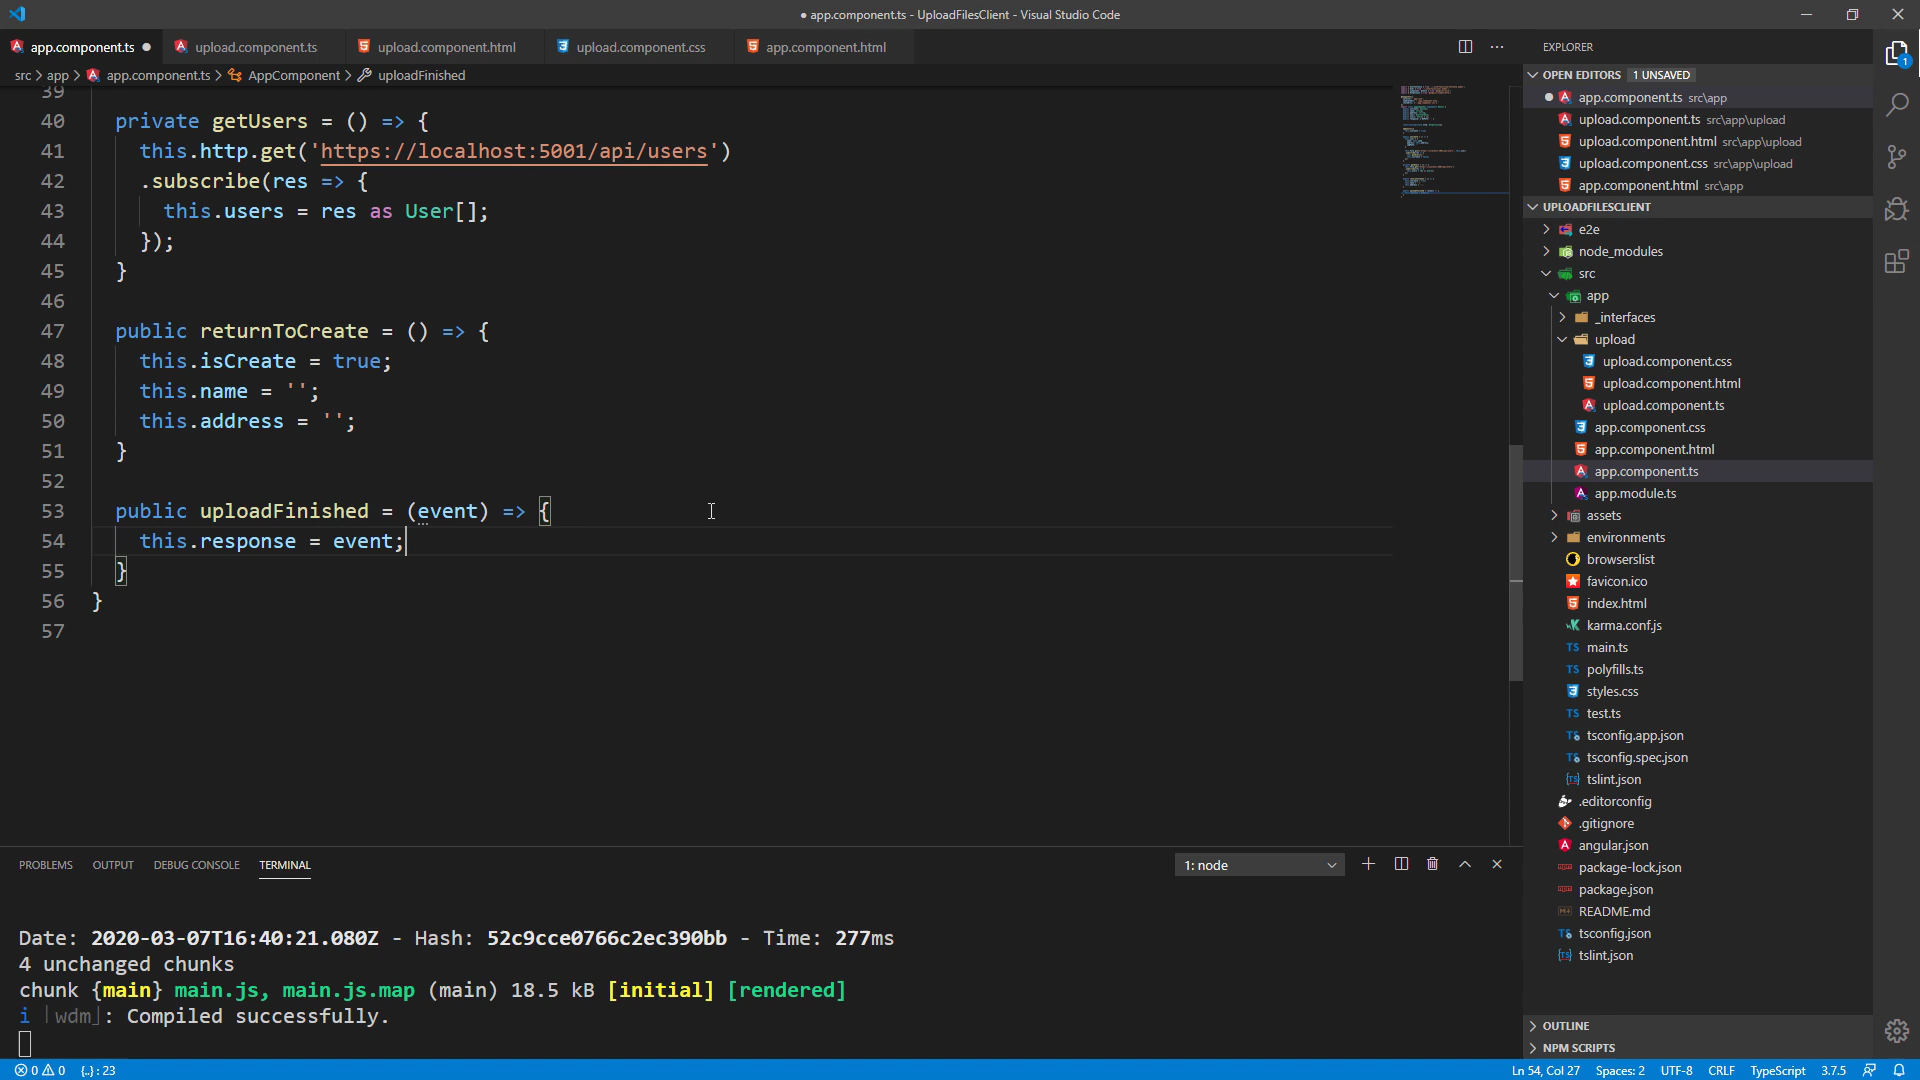 ● app.component.ts - UploadFilesClient - Visual Studio Code
app.component.ts ●
upload.component.ts
upload.component.html
upload.component.css
app.component.html
src > app > app.component.ts > AppComponent > uploadFinished
39
40 private getUsers = () => {
41 this.http.get('https://localhost:5001/api/users')
42 .subscribe(res => {
43 this.users = res as User[];
44 });
45 }
46
47 public returnToCreate = () => {
48 this.isCreate = true;
49 this.name = '';
50 this.address = '';
51 }
52
53 public uploadFinished = (event) => {
54 this.response = event;
55 }
56 }
57
PROBLEMS OUTPUT DEBUG CONSOLE TERMINAL
1: node
Date: 2020-03-07T16:40:21.080Z - Hash: 52c9cce0766c2ec390bb - Time: 277ms
4 unchanged chunks
chunk {main} main.js, main.js.map (main) 18.5 kB [initial] [rendered]
i ｢wdm｣: Compiled successfully.
EXPLORER
OPEN EDITORS 1 UNSAVED
● app.component.ts src\app
upload.component.ts src\app\upload
upload.component.html src\app\upload
upload.component.css src\app\upload
app.component.html src\app
UPLOADFILESCLIENT
e2e
node_modules
src
app
_interfaces
upload
upload.component.css
upload.component.html
upload.component.ts
app.component.css
app.component.html
app.component.ts
app.module.ts
assets
environments
browserslist
favicon.ico
index.html
karma.conf.js
main.ts
polyfills.ts
styles.css
test.ts
tsconfig.app.json
tsconfig.spec.json
tslint.json
.editorconfig
.gitignore
angular.json
package-lock.json
package.json
README.md
tsconfig.json
tslint.json
OUTLINE
NPM SCRIPTS
1
0 0 {..} : 23
Ln 54, Col 27 Spaces: 2 UTF-8 CRLF TypeScript 3.7.5